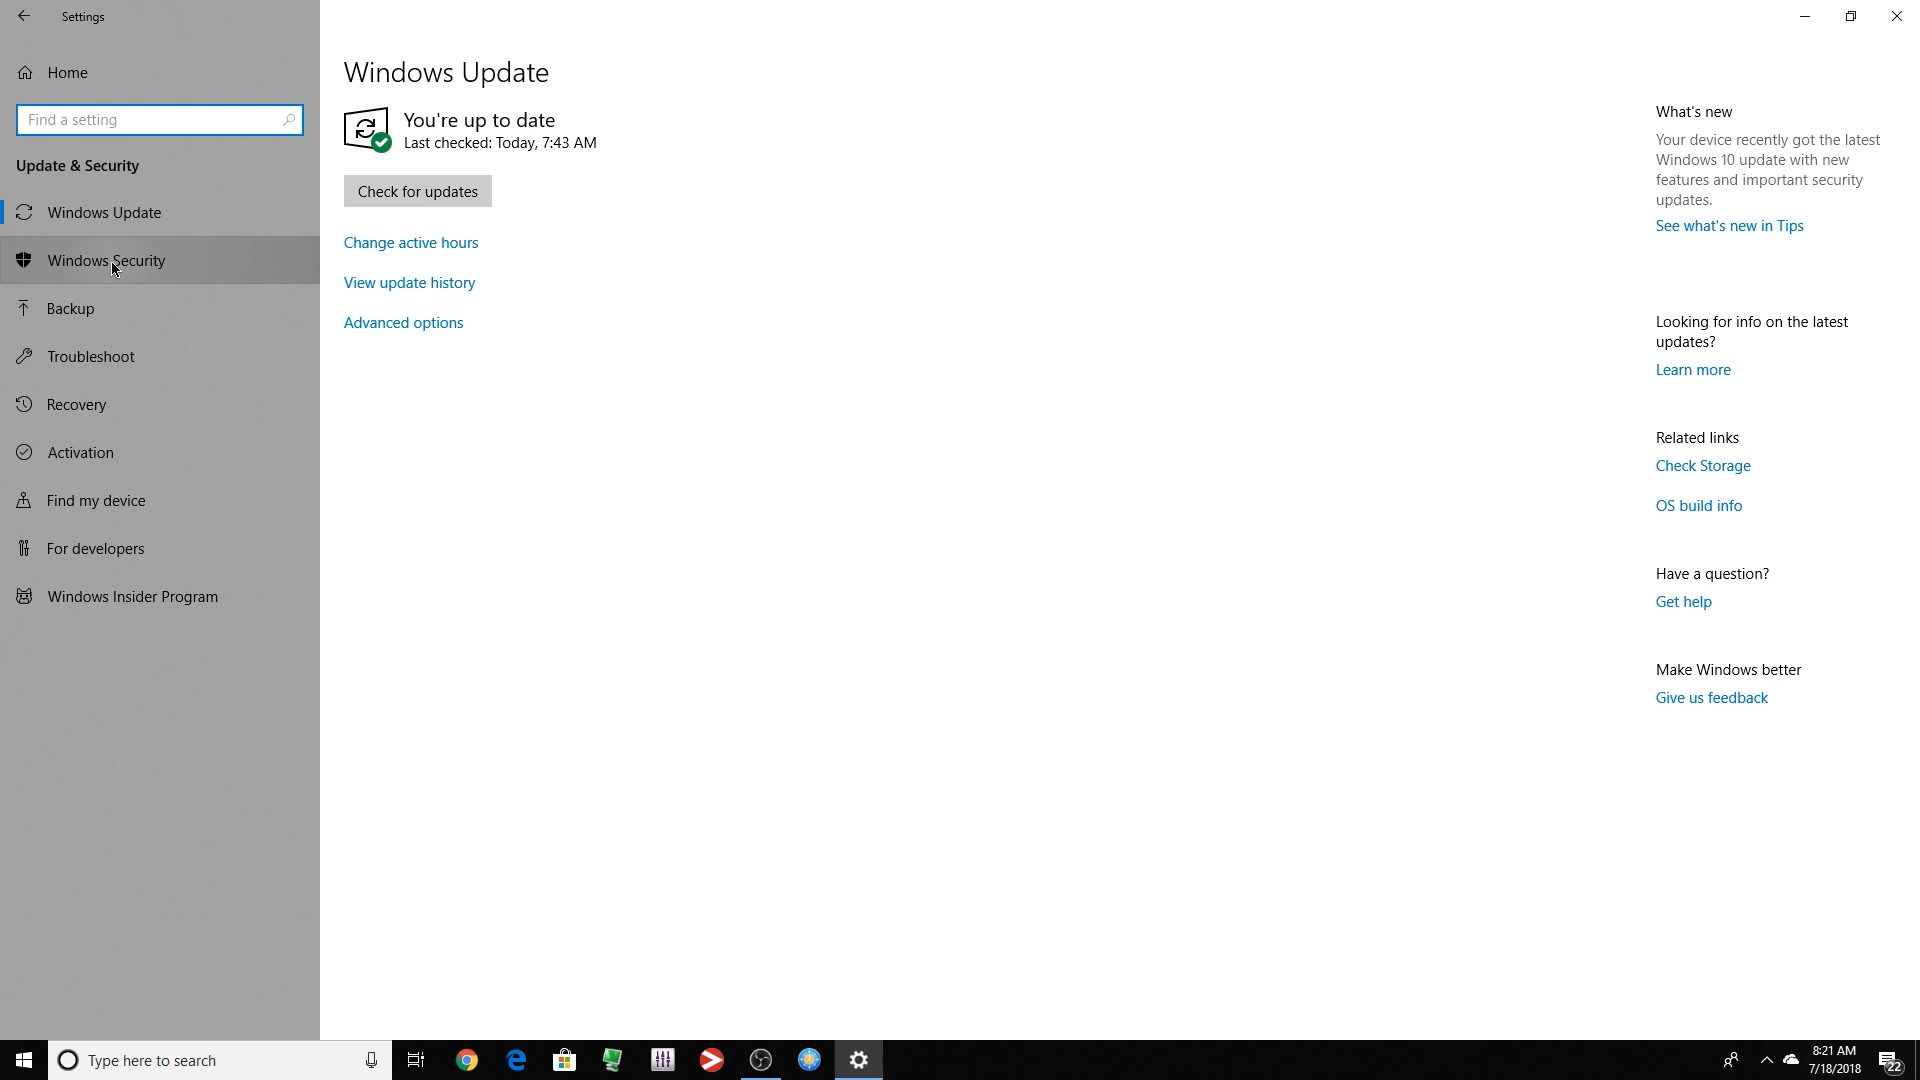 Settings
Home
Find a setting
Update & Security
Windows Update
Windows Security
Backup
Troubleshoot
Recovery
Activation
Find my device
For developers
Windows Insider Program
Windows Update
You're up to date
Last checked: Today, 7:43 AM
Check for updates
Change active hours
View update history
Advanced options
What's new
Your device recently got the latest
Windows 10 update with new
features and important security
updates.
See what's new in Tips
Looking for info on the latest
updates?
Learn more
Related links
Check Storage
OS build info
Have a question?
Get help
Make Windows better
Give us feedback
Type here to search
8:21 AM
7/18/2018
22